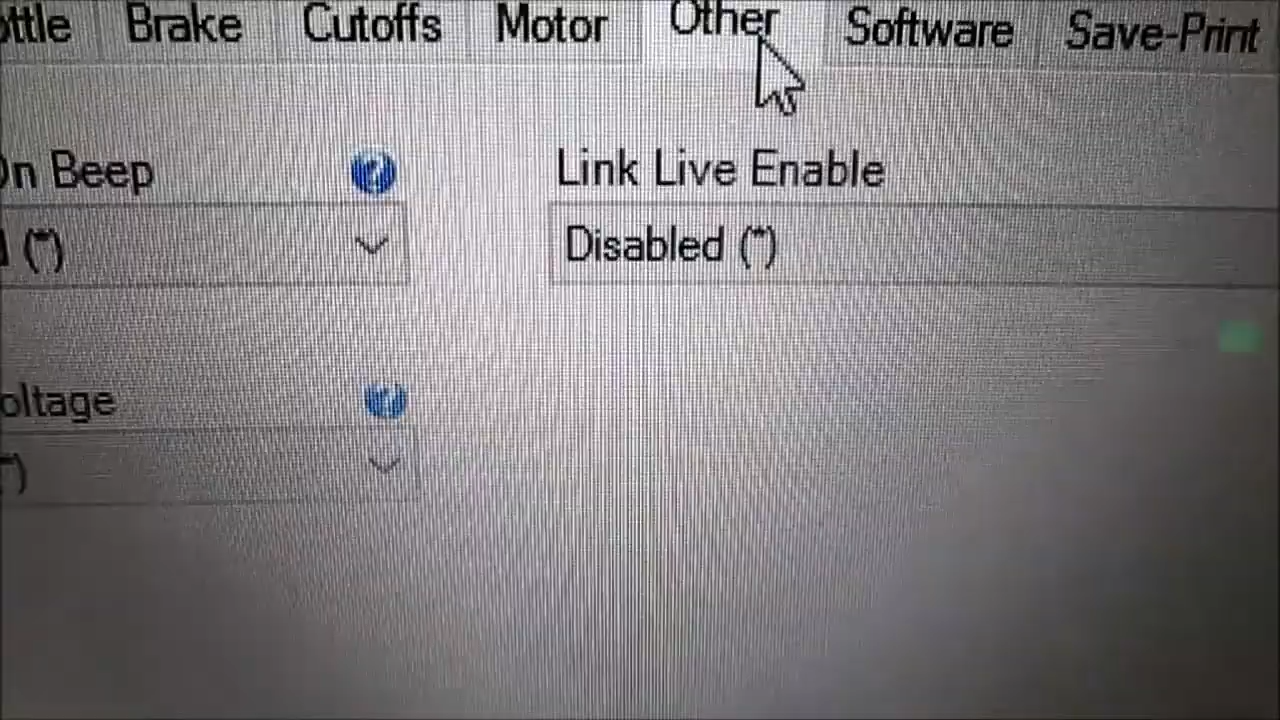 ottle Brake Cutoffs Motor Other Software Save-Print
On Beep Link Live Enable
(*) Disabled (*)
oltage
*)